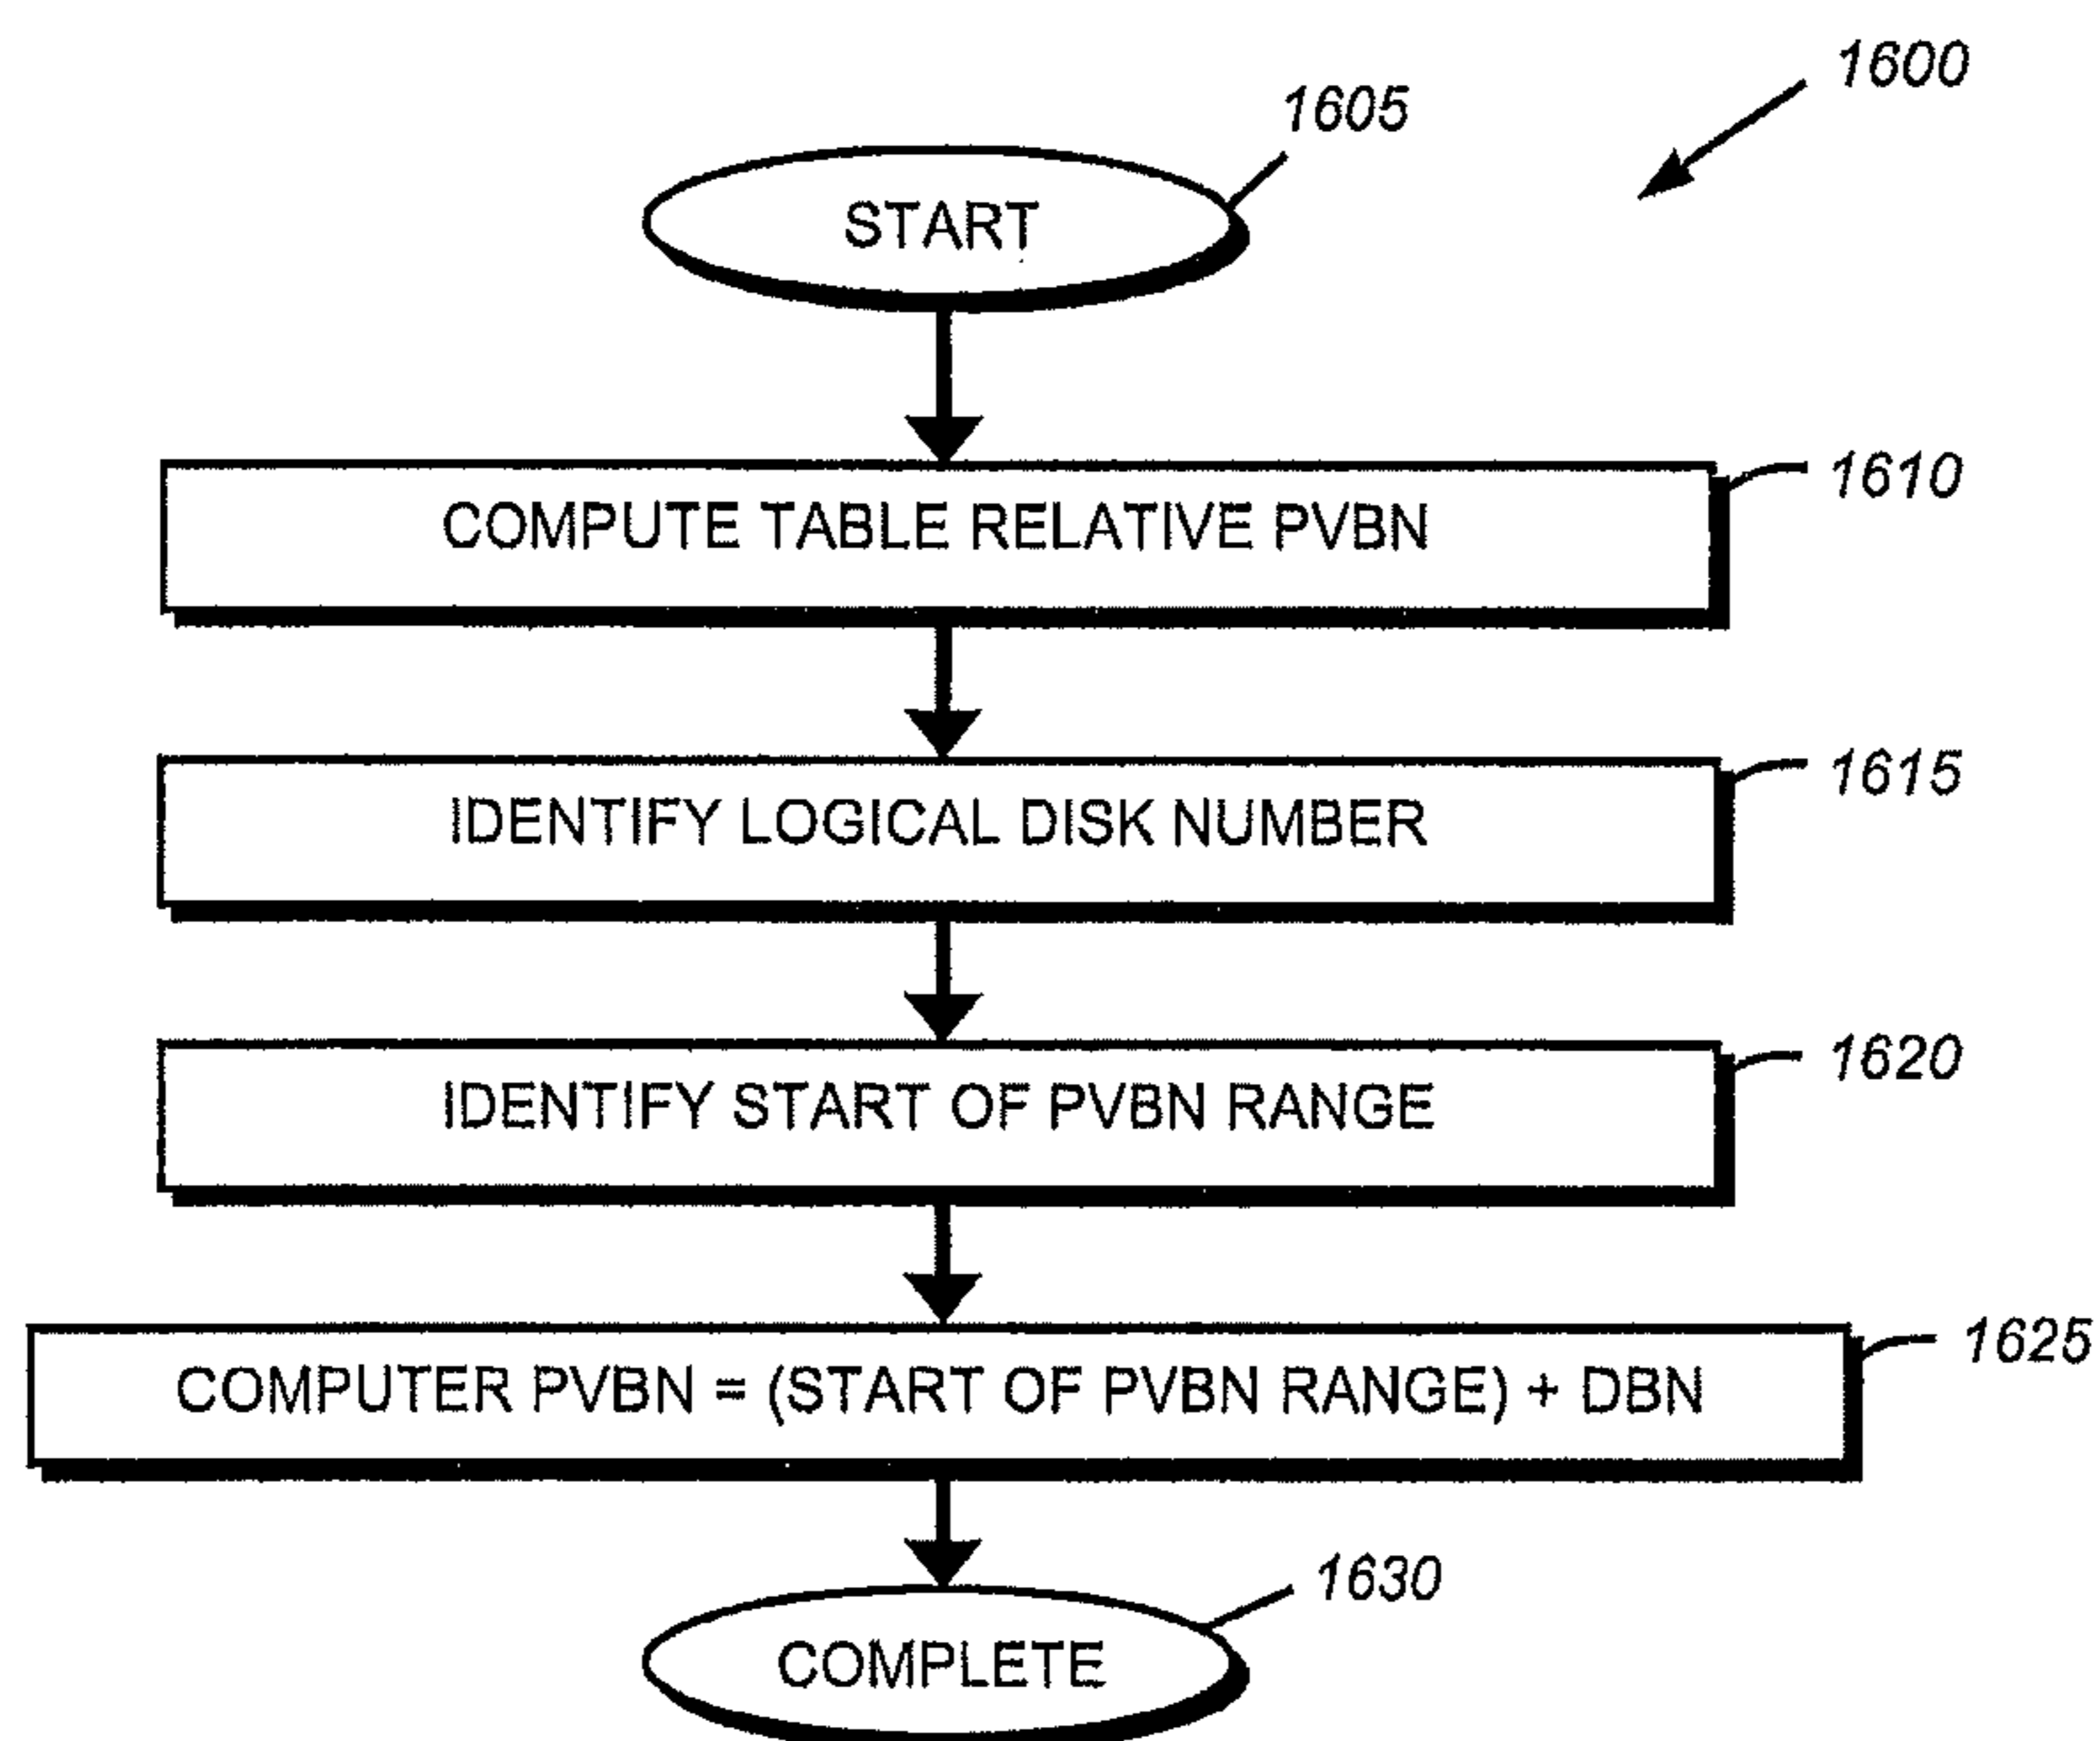 1600
1605
START
COMPUTE TABLE RELATIVE PVBN
1610
IDENTIFY LOGICAL DISK NUMBER
1615
IDENTIFY START OF PVBN RANGE
1620
COMPUTER PVBN = (START OF PVBN RANGE) + DBN
1625
1630
COMPLETE